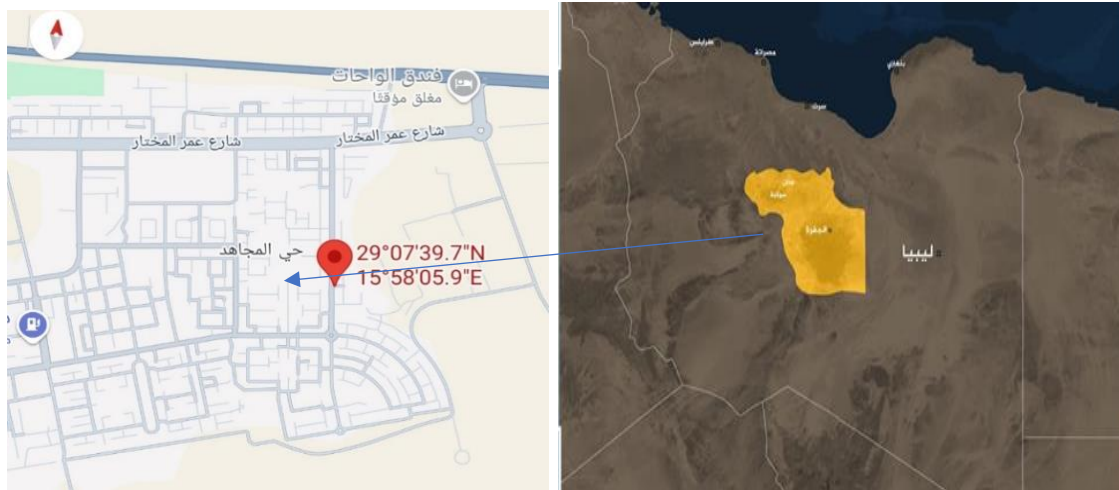 فندق الواحات
مغلق مؤقتا
شارع عمر المختار
شارع عمر المختار
حي المجاهد
29°07'39.7"N
15°58'05.9"E
طرابلس
مصراتة
بنغازي
سرت
الجفرة
ليبيا